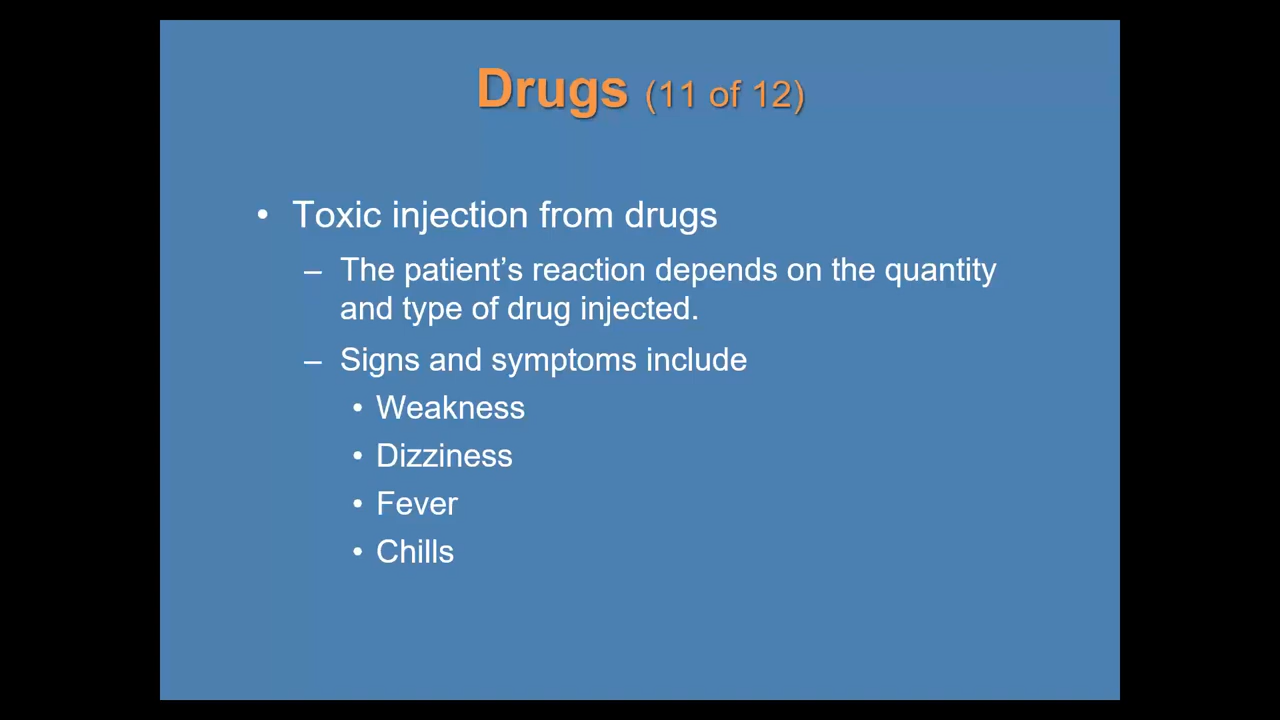 Drugs (11 of 12)
• Toxic injection from drugs
– The patient’s reaction depends on the quantity
and type of drug injected.
– Signs and symptoms include
• Weakness
• Dizziness
• Fever
• Chills